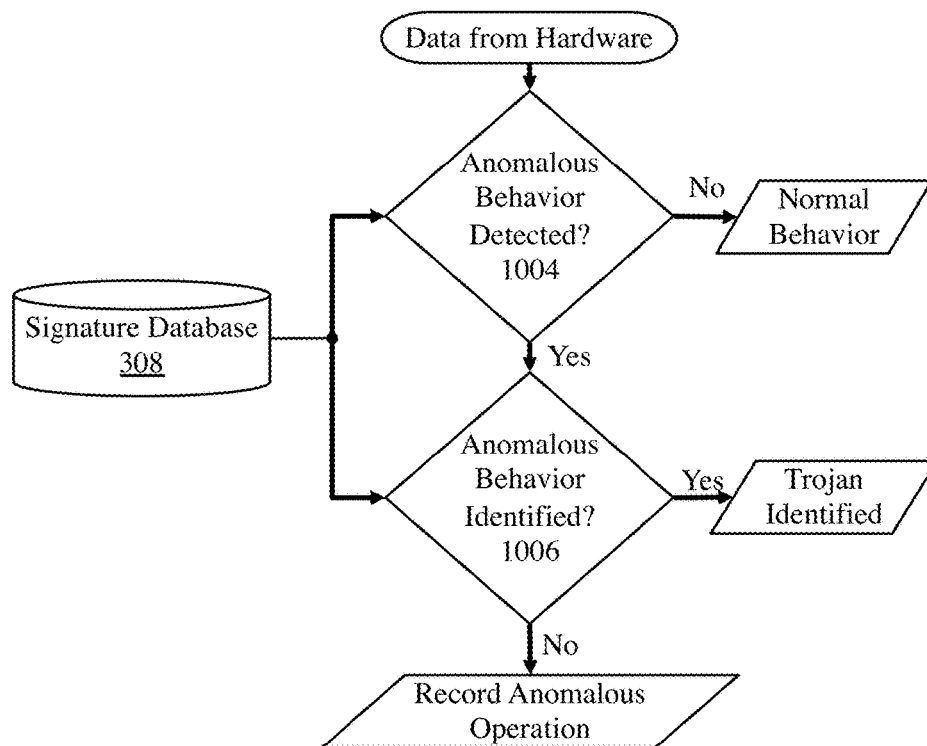 Data from Hardware
Anomalous
Behavior
Detected?
1004
No
Normal
Behavior
Signature Database
308
Yes
Anomalous
Behavior
Identified?
1006
Yes
Trojan
Identified
No
Record Anomalous
Operation